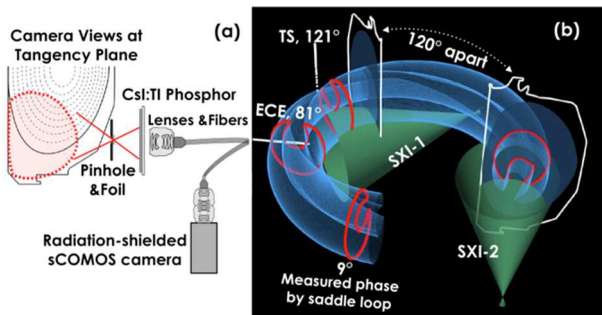 Camera Views at
Tangency Plane
(a)
CsI:TI Phosphor
Lenses &Fibers
Pinhole
&Foil
Radiation-shielded
sCOMOS camera
(b)
TS, 121°
120° apart
ECE, 81°
SXI-1
SXI-2
9°
Measured phase
by saddle loop